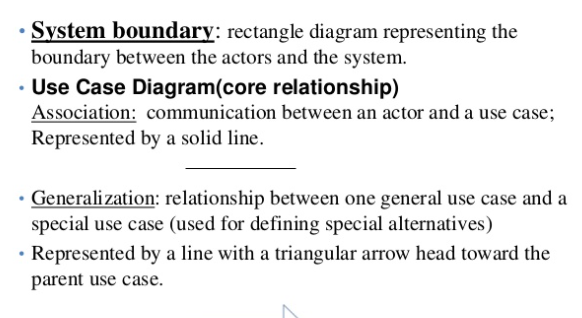 • System boundary: rectangle diagram representing the
boundary between the actors and the system.
• Use Case Diagram(core relationship)
Association: communication between an actor and a use case;
Represented by a solid line.
• Generalization: relationship between one general use case and a
special use case (used for defining special alternatives)
• Represented by a line with a triangular arrow head toward the
parent use case.